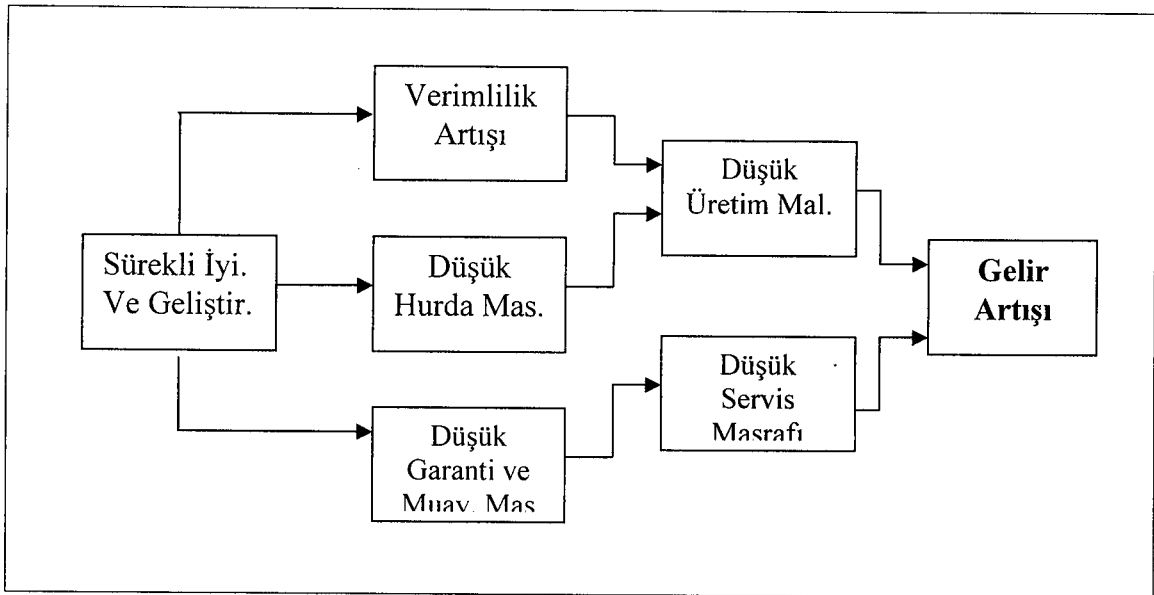 Verimlilik
Artışı
Düşük
Üretim Mal.
Sürekli İyi.
Ve Geliştir.
Düşük
Hurda Mas.
Gelir
Artışı
Düşük
Servis
Masrafı
Düşük
Garanti ve
Muay. Mas